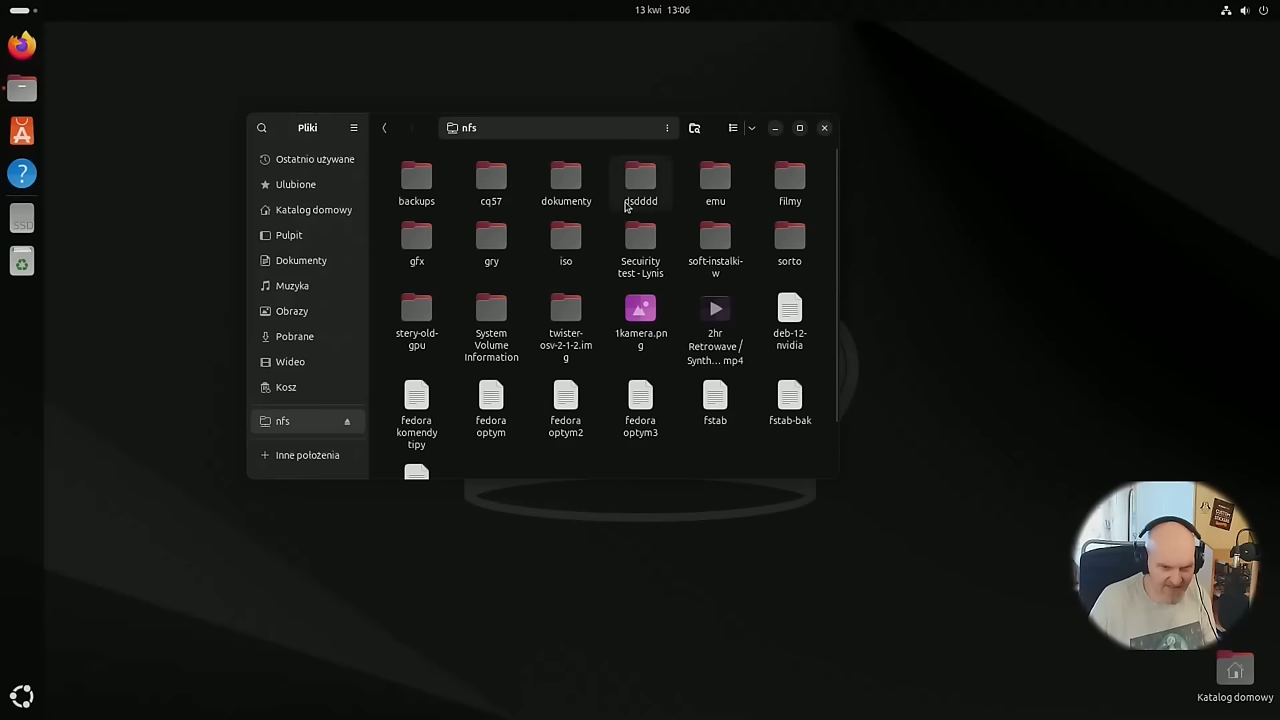 13 kwi 13:06
Pliki
nfs
Ostatnio używane
Ulubione
Katalog domowy
Pulpit
Dokumenty
Muzyka
Obrazy
Pobrane
Wideo
Kosz
nfs
Inne położenia
backups
cq57
dokumenty
dsdddd
emu
filmy
gfx
gry
iso
Secuirity
test - Lynis
soft-instalki-
w
sorto
stery-old-
gpu
System
Volume
Information
twister-
osv-2-1-2.im
g
1kamera.pn
g
2hr
Retrowave /
Synth... mp4
deb-12-
nvidia
fedora
komendy
tipy
fedora
optym
fedora
optym2
fedora
optym3
fstab
fstab-bak
SSD
CUSTOM
Katalog domowy